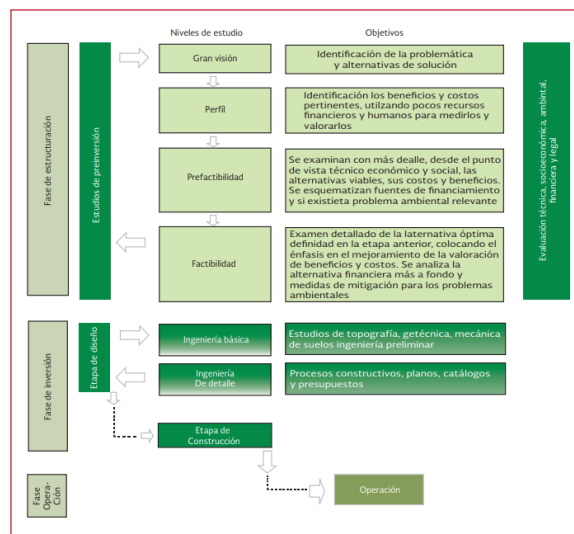 Niveles de estudio
Objetivos
Fase de estructuración
Estudios de preinversión
Gran visión
Identificación de la problemática
y alternativas de solución
Perfíl
Identificación los beneficios y costos
pertinentes, utilzando pocos recursos
financieros y humanos para medirlos y
valorarlos
Prefactibilidad
Se examinan con más dealle, desde el punto
de vista técnico económico y social, las
alternativas viables, sus costos y beneficios.
Se esquematizan fuentes de financiamiento
y si existieta problema ambiental relevante
Factibilidad
Examen detallado de la laternativa óptima
definidad en la etapa anterior, colocando el
énfasis en el mejoramiento de la valoración
de beneficios y costos. Se analiza la
alternativa financiera más a fondo y
medidas de mitigación para los problemas
ambientales
Evaluación técnica, socioeconómica, ambintal,
financiera y legal
Fase de inversión
Etapa de diseño
Ingeniería básica
Estudios de topografía, getécnica, mecánica
de suelos ingeniería preliminar
Ingeniería
De detalle
Procesos constructivos, planos, catálogos
y presupuestos
Etapa de
Construcción
Fase
Opera-
Ción
Operación